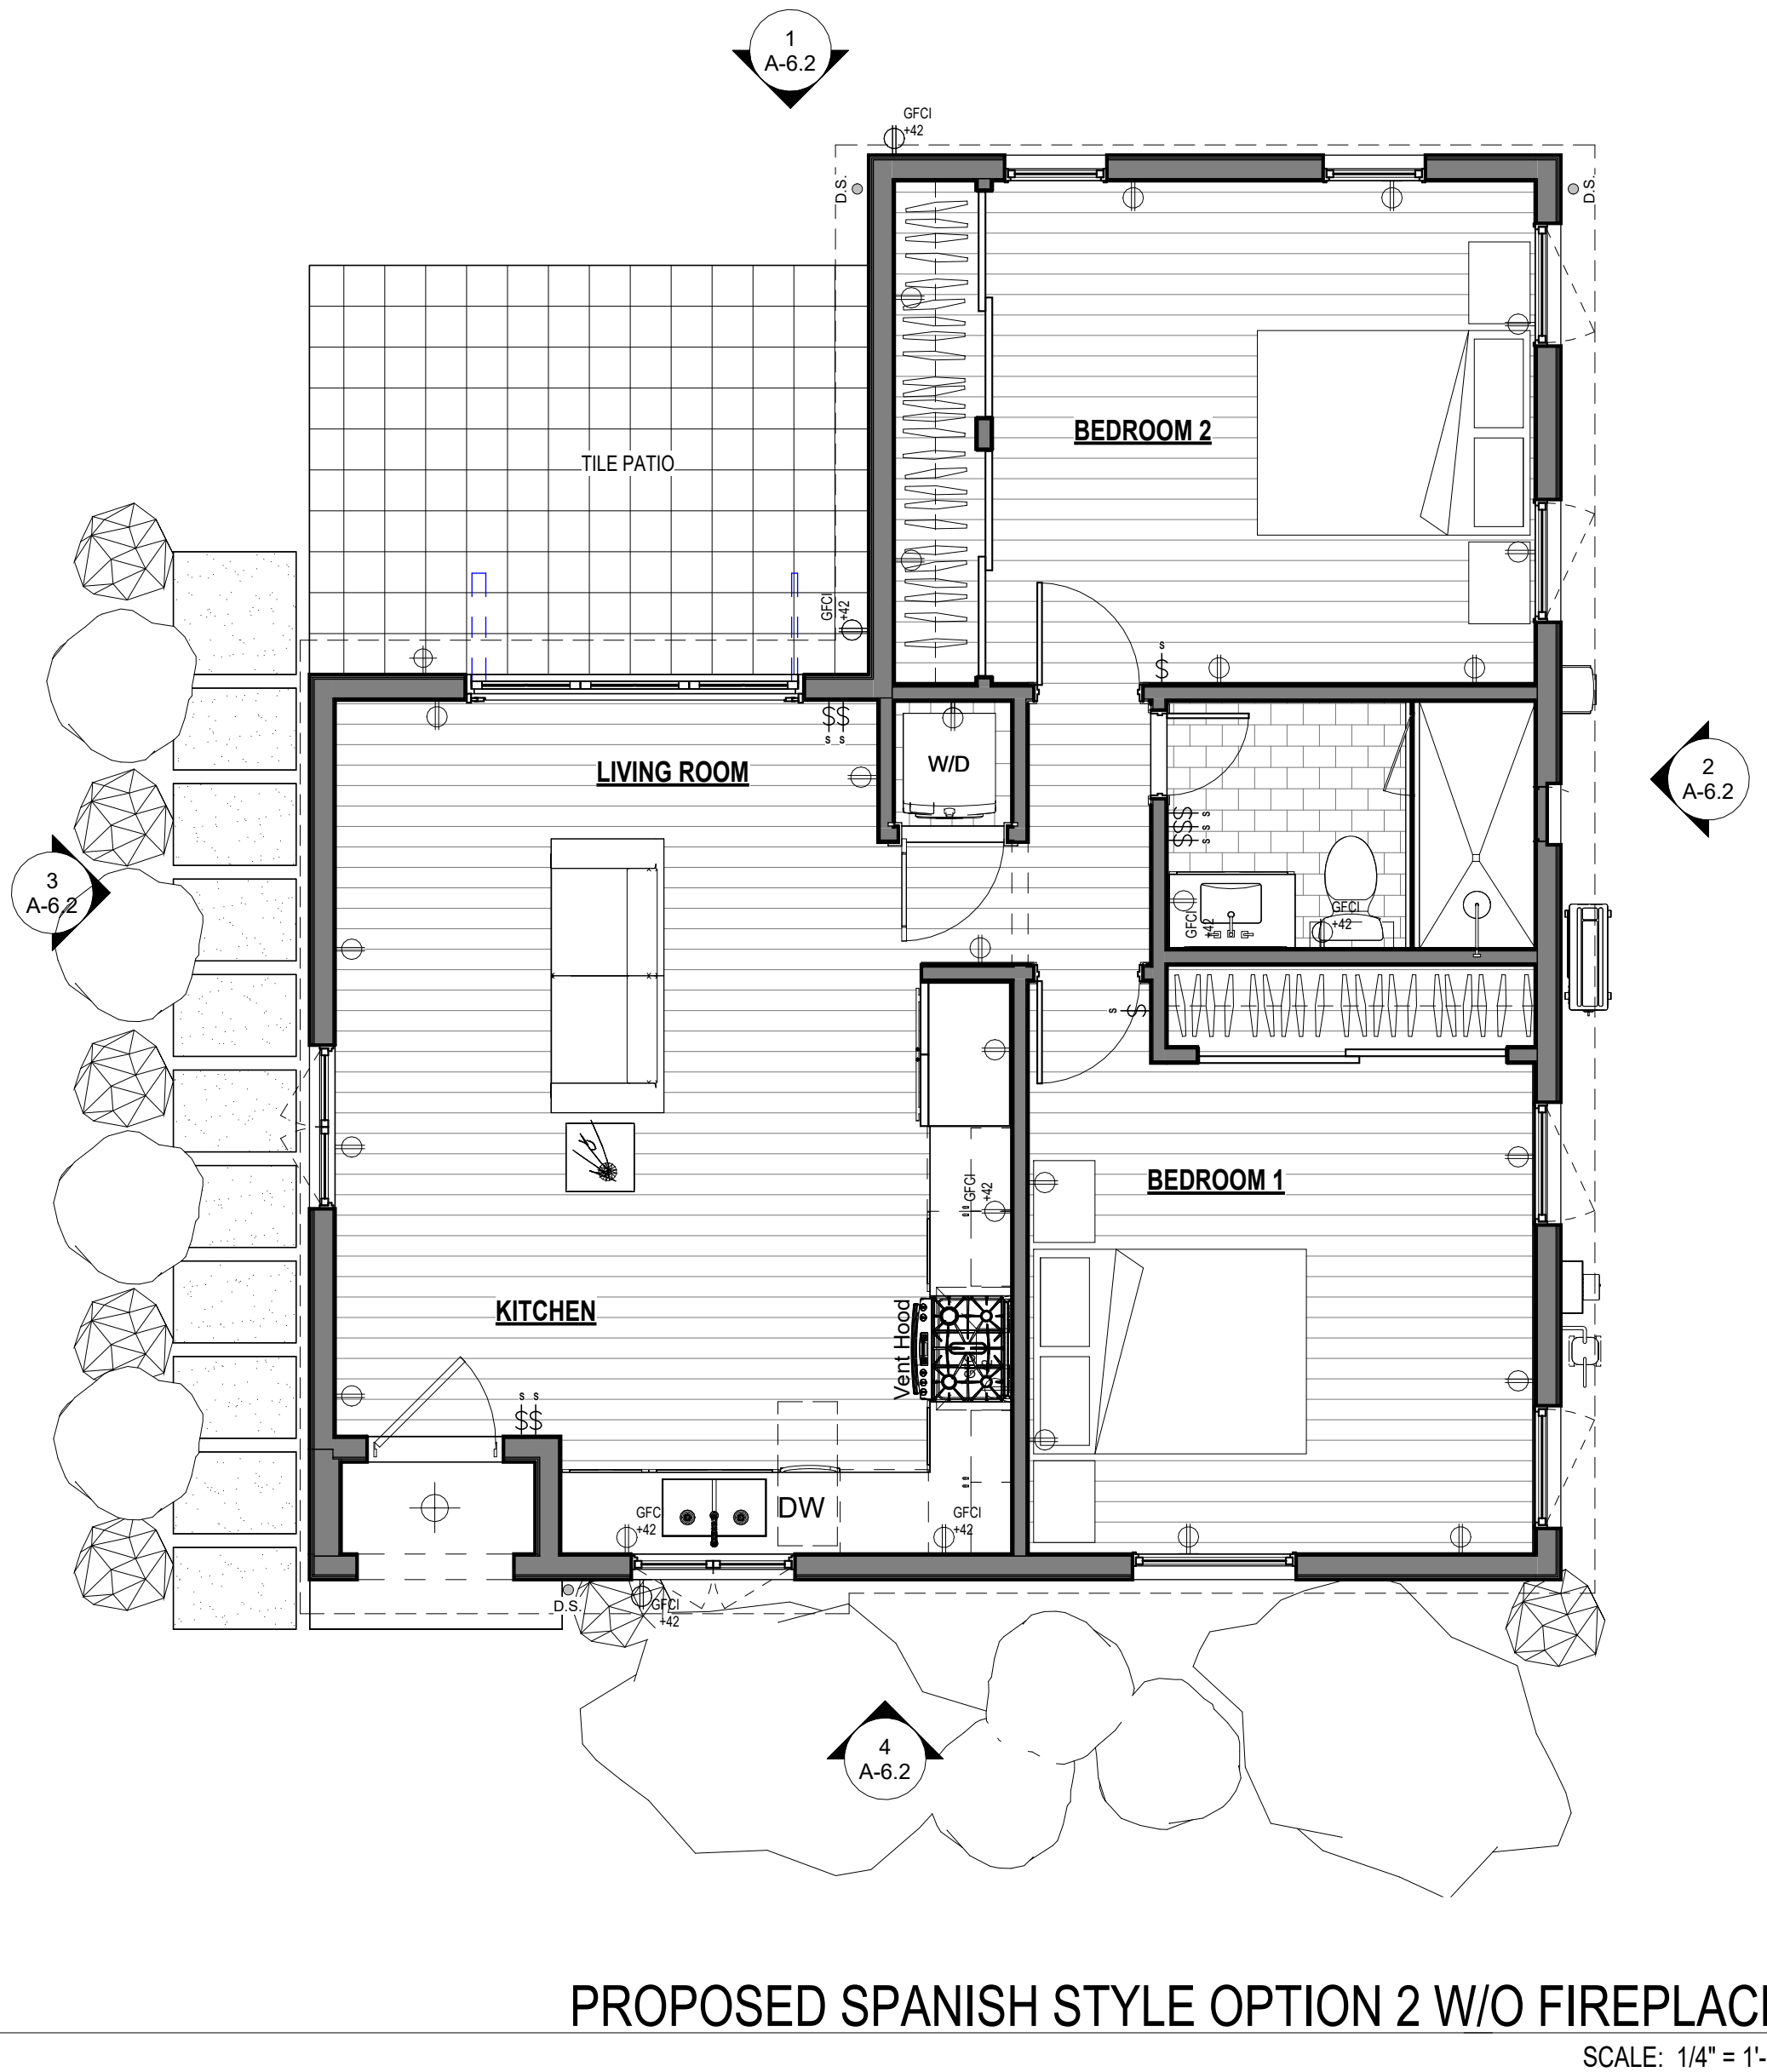 1
A-6.2
GFCI
+42
D.S.
D.S.
BEDROOM 2
TILE PATIO
GFCI
+42
S
$
$$
S S
W/D
LIVING ROOM
2
A-6.2
$$$
S S S
3
A-6.2
GFCI
+42
GFCI
+42
S
$
BEDROOM 1
GFCI
+42
KITCHEN
Vent Hood
S S
$$
DW
GFC
+42
GFCI
+42
D.S.
GFCI
+42
4
A-6.2
PROPOSED SPANISH STYLE OPTION 2 W/O FIREPLAC
SCALE: 1/4" = 1'-